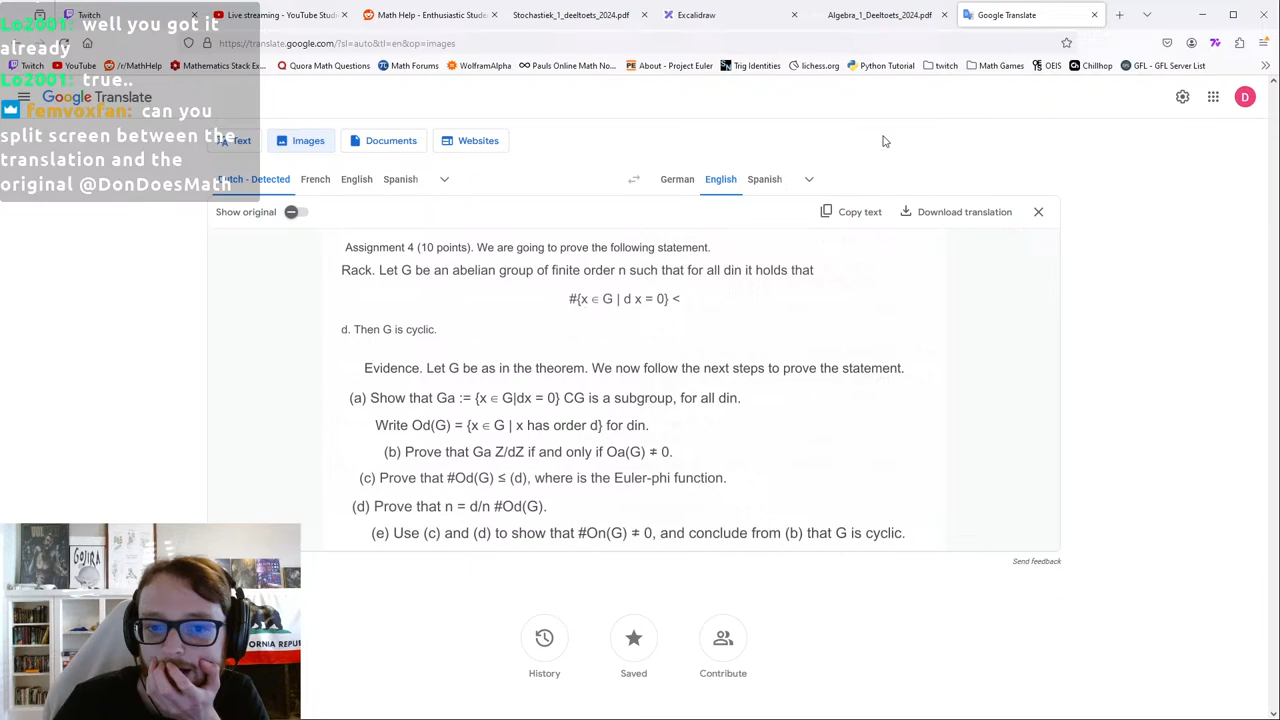 Twitch
Live streaming - YouTube Studi
Math Help - Enthusiastic Stu
Stochastiek_1_deeltoets_2024.pdf
Excalidraw
Algebra_1_Deeltoets_2024.pdf
Google Translate
https://translate.google.com/?sl=auto&tl=en&op=images
Twitch
YouTube
/r/MathHelp
Mathematics Stack Ex...
Quora Math Questions
Math Forums
WolframAlpha
Pauls Online Math No...
About - Project Euler
Trig Identities
lichess.org
Python Tutorial
twitch
Math Games
OEIS
Chillhop
GFL - GFL Server List
Lo2001: well you got it
already
Lo2001: true..
femvoxfan: can you
split screen between the
translation and the
original @DonDoesMath
Google Translate
D
Text
Images
Documents
Websites
Dutch - Detected
French
English
Spanish
German
English
Spanish
Show original
Copy text
Download translation
Assignment 4 (10 points). We are going to prove the following statement.
Rack. Let G be an abelian group of finite order n such that for all din it holds that
#{x ∈ G | d x = 0} <
d. Then G is cyclic.
Evidence. Let G be as in the theorem. We now follow the next steps to prove the statement.
(a) Show that Ga := {x ∈ G|dx = 0} CG is a subgroup, for all din.
Write Od(G) = {x ∈ G | x has order d} for din.
(b) Prove that Ga Z/dZ if and only if Oa(G) ≠ 0.
(c) Prove that #Od(G) ≤ (d), where is the Euler-phi function.
(d) Prove that n = d/n #Od(G).
(e) Use (c) and (d) to show that #On(G) ≠ 0, and conclude from (b) that G is cyclic.
Send feedback
History
Saved
Contribute
GOJIRA